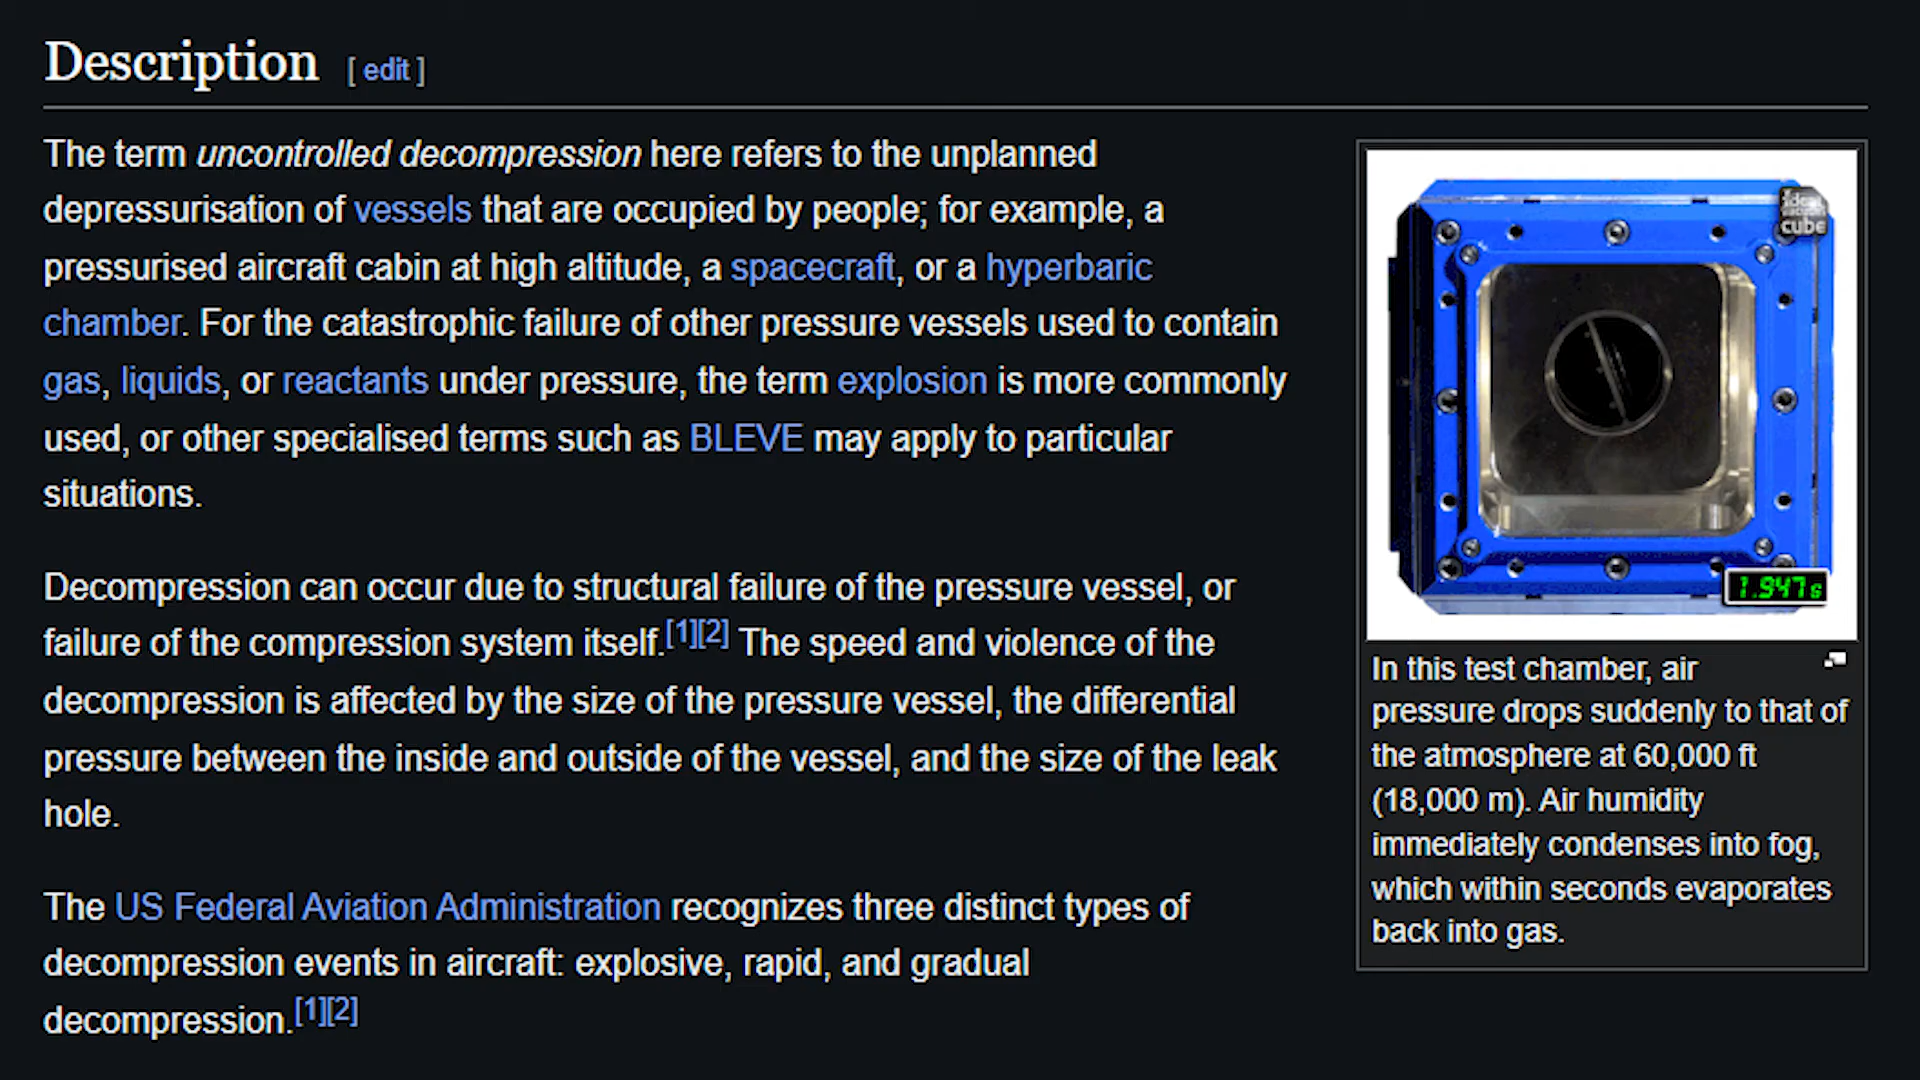 Description [ edit ]
The term uncontrolled decompression here refers to the unplanned
depressurisation of vessels that are occupied by people; for example, a
pressurised aircraft cabin at high altitude, a spacecraft, or a hyperbaric
chamber. For the catastrophic failure of other pressure vessels used to contain
gas, liquids, or reactants under pressure, the term explosion is more commonly
used, or other specialised terms such as BLEVE may apply to particular
situations.
Decompression can occur due to structural failure of the pressure vessel, or
failure of the compression system itself.[1][2] The speed and violence of the
decompression is affected by the size of the pressure vessel, the differential
pressure between the inside and outside of the vessel, and the size of the leak
hole.
The US Federal Aviation Administration recognizes three distinct types of
decompression events in aircraft: explosive, rapid, and gradual
decompression.[1][2]
ideal
vacuum
cube
1.947s
In this test chamber, air
pressure drops suddenly to that of
the atmosphere at 60,000 ft
(18,000 m). Air humidity
immediately condenses into fog,
which within seconds evaporates
back into gas.